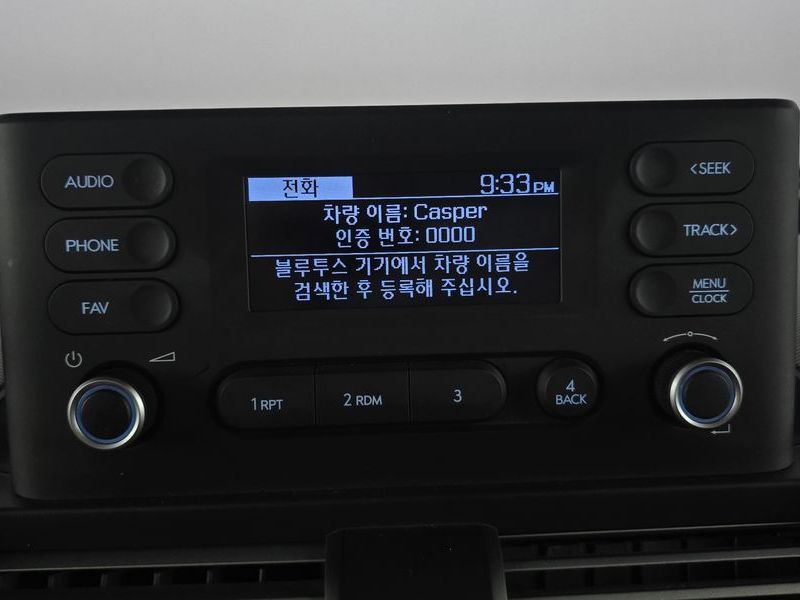 AUDIO
PHONE
FAV
전화 9:33 PM
차량 이름: Casper
인증 번호: 0000
블루투스 기기에서 차량 이름을
검색한 후 등록해 주십시오.
<SEEK
TRACK>
MENU
CLOCK
1 RPT
2 RDM
3
4
BACK